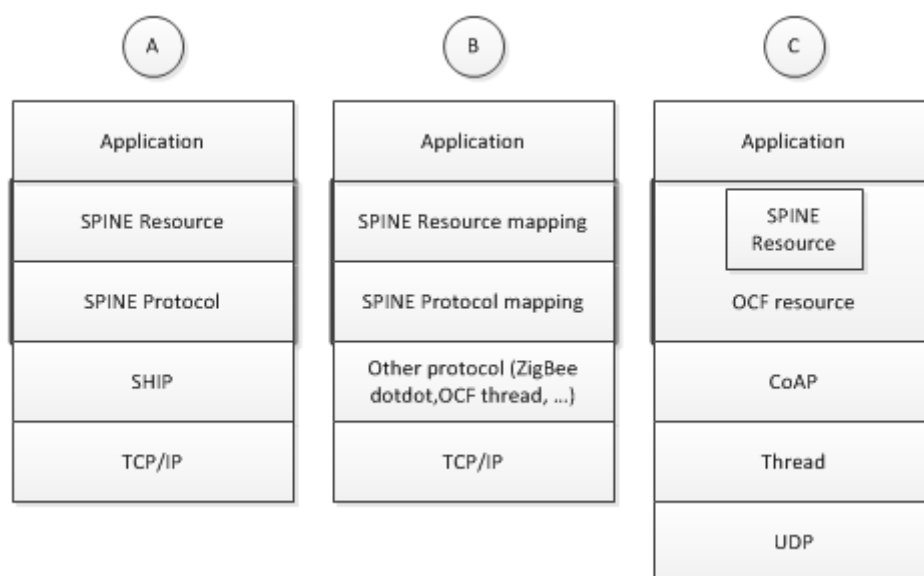 A
B
C
Application
SPINE Resource
SPINE Protocol
SHIP
TCP/IP
Application
SPINE Resource mapping
SPINE Protocol mapping
Other protocol (ZigBee
dotdot,OCF thread, ...)
TCP/IP
Application
SPINE
Resource
OCF resource
CoAP
Thread
UDP